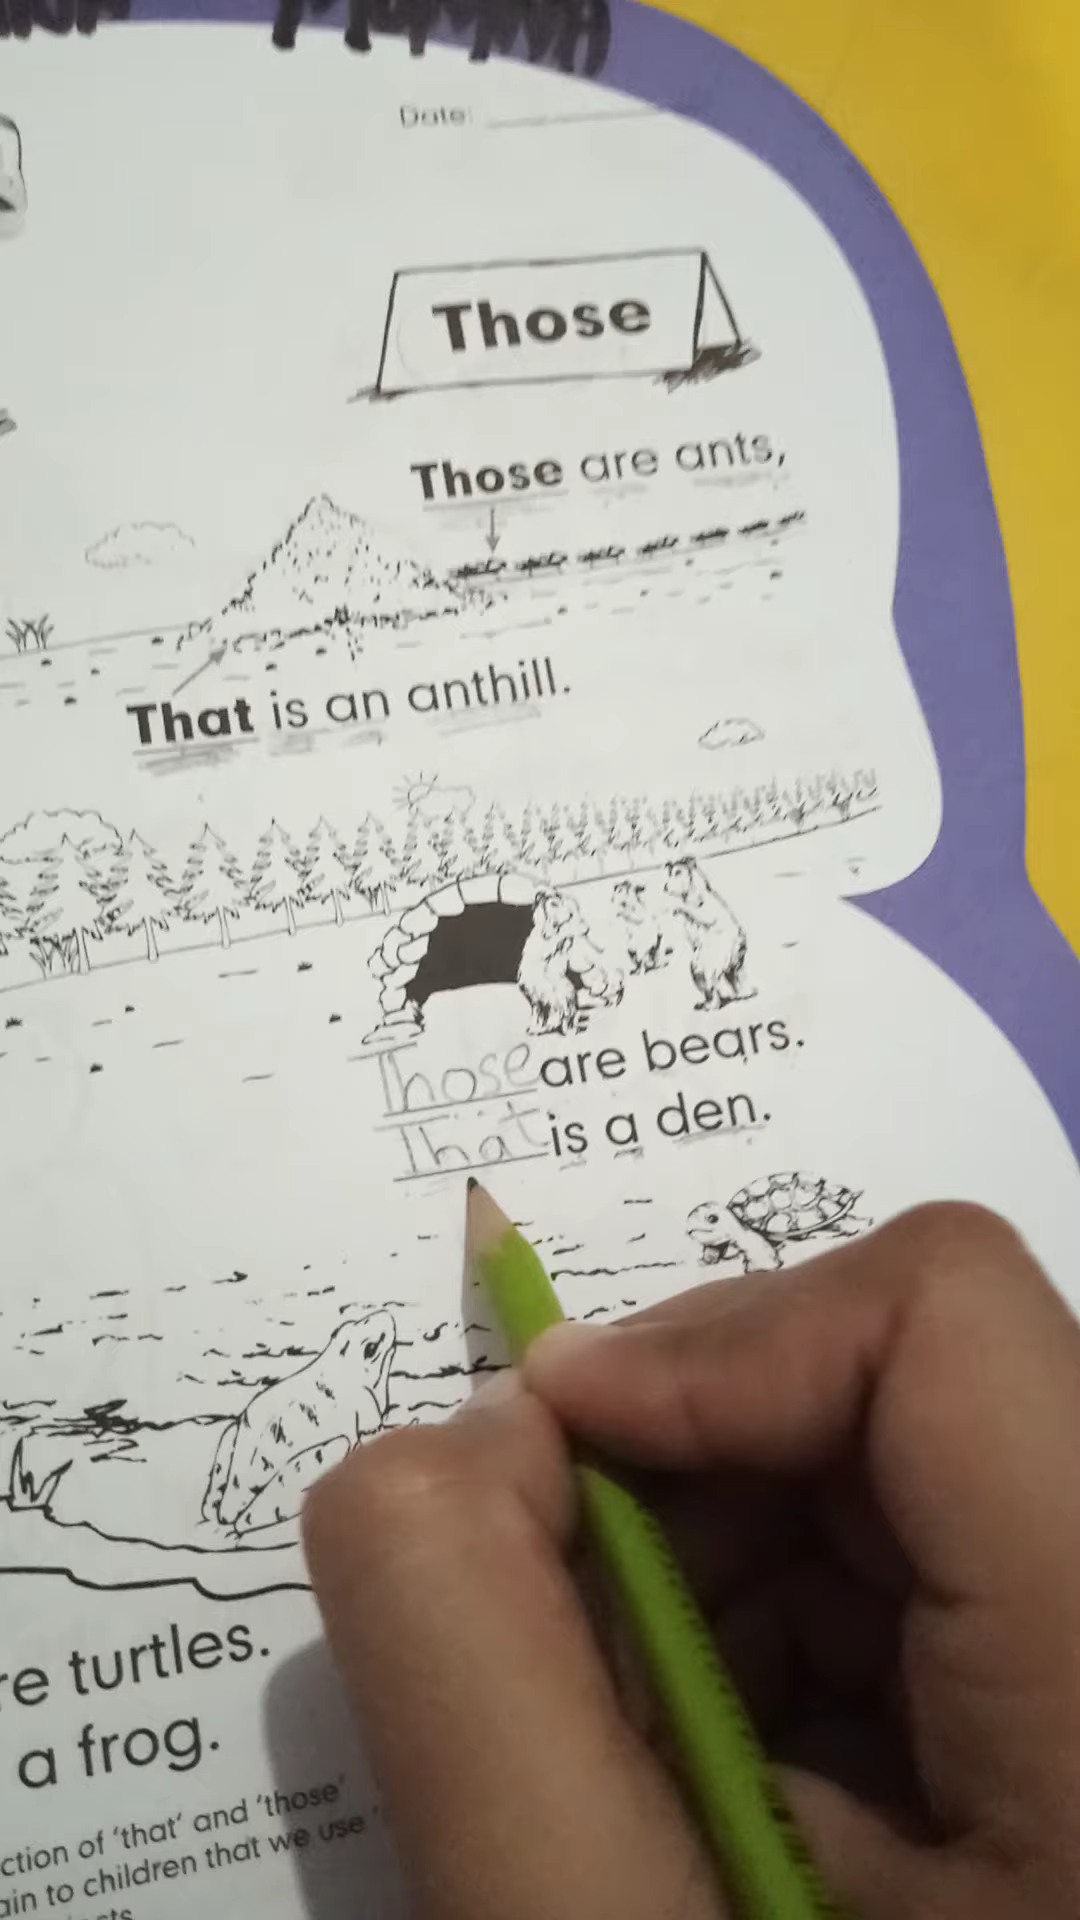 Date:
Those
Those are ants,
That is an anthill.
Those are bears.
That is a den.
re turtles.
a frog.
ction of 'that' and 'those'
ain to children that we use '